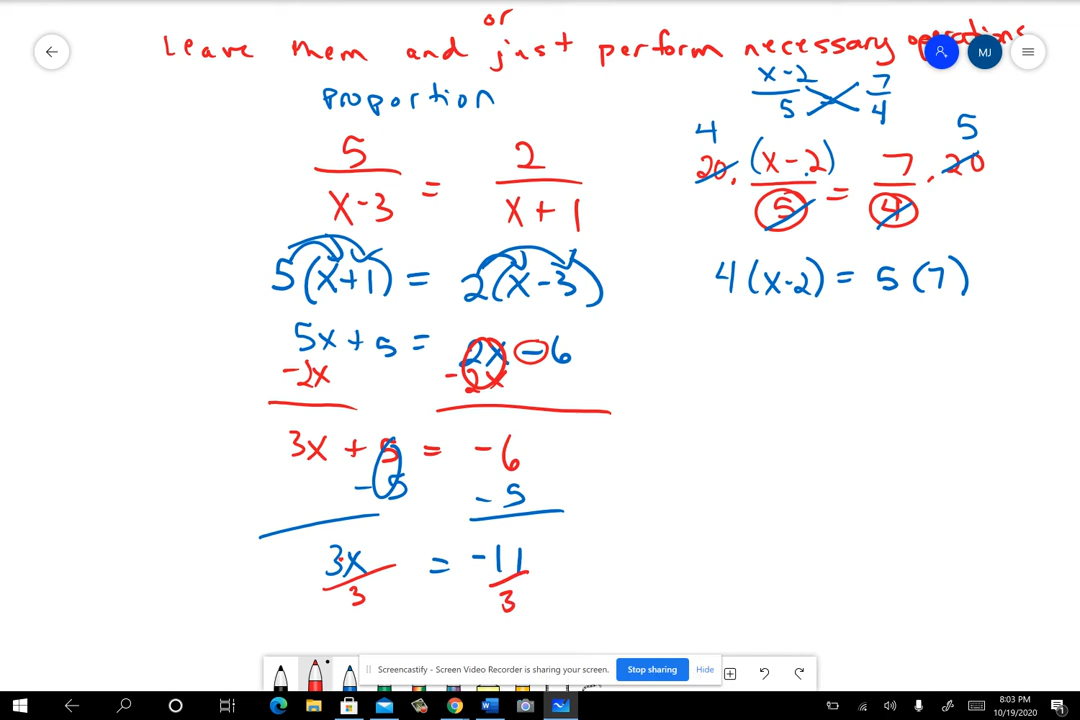 or
Leave them and just perform necessary operations
MJ
proportion
5/(x-3) = 2/(x+1)
5(x+1) = 2(x-3)
5x+5 = 2x-6
-2x -2x
3x+5 = -6
-5 -5
3x/3 = -11/3
(x-2)/5 7/4
4 5
20 · (x-2)/5 = 7/4 · 20
4(x-2) = 5(7)
Screencastify - Screen Video Recorder is sharing your screen. Stop sharing Hide
8:03 PM
10/19/2020